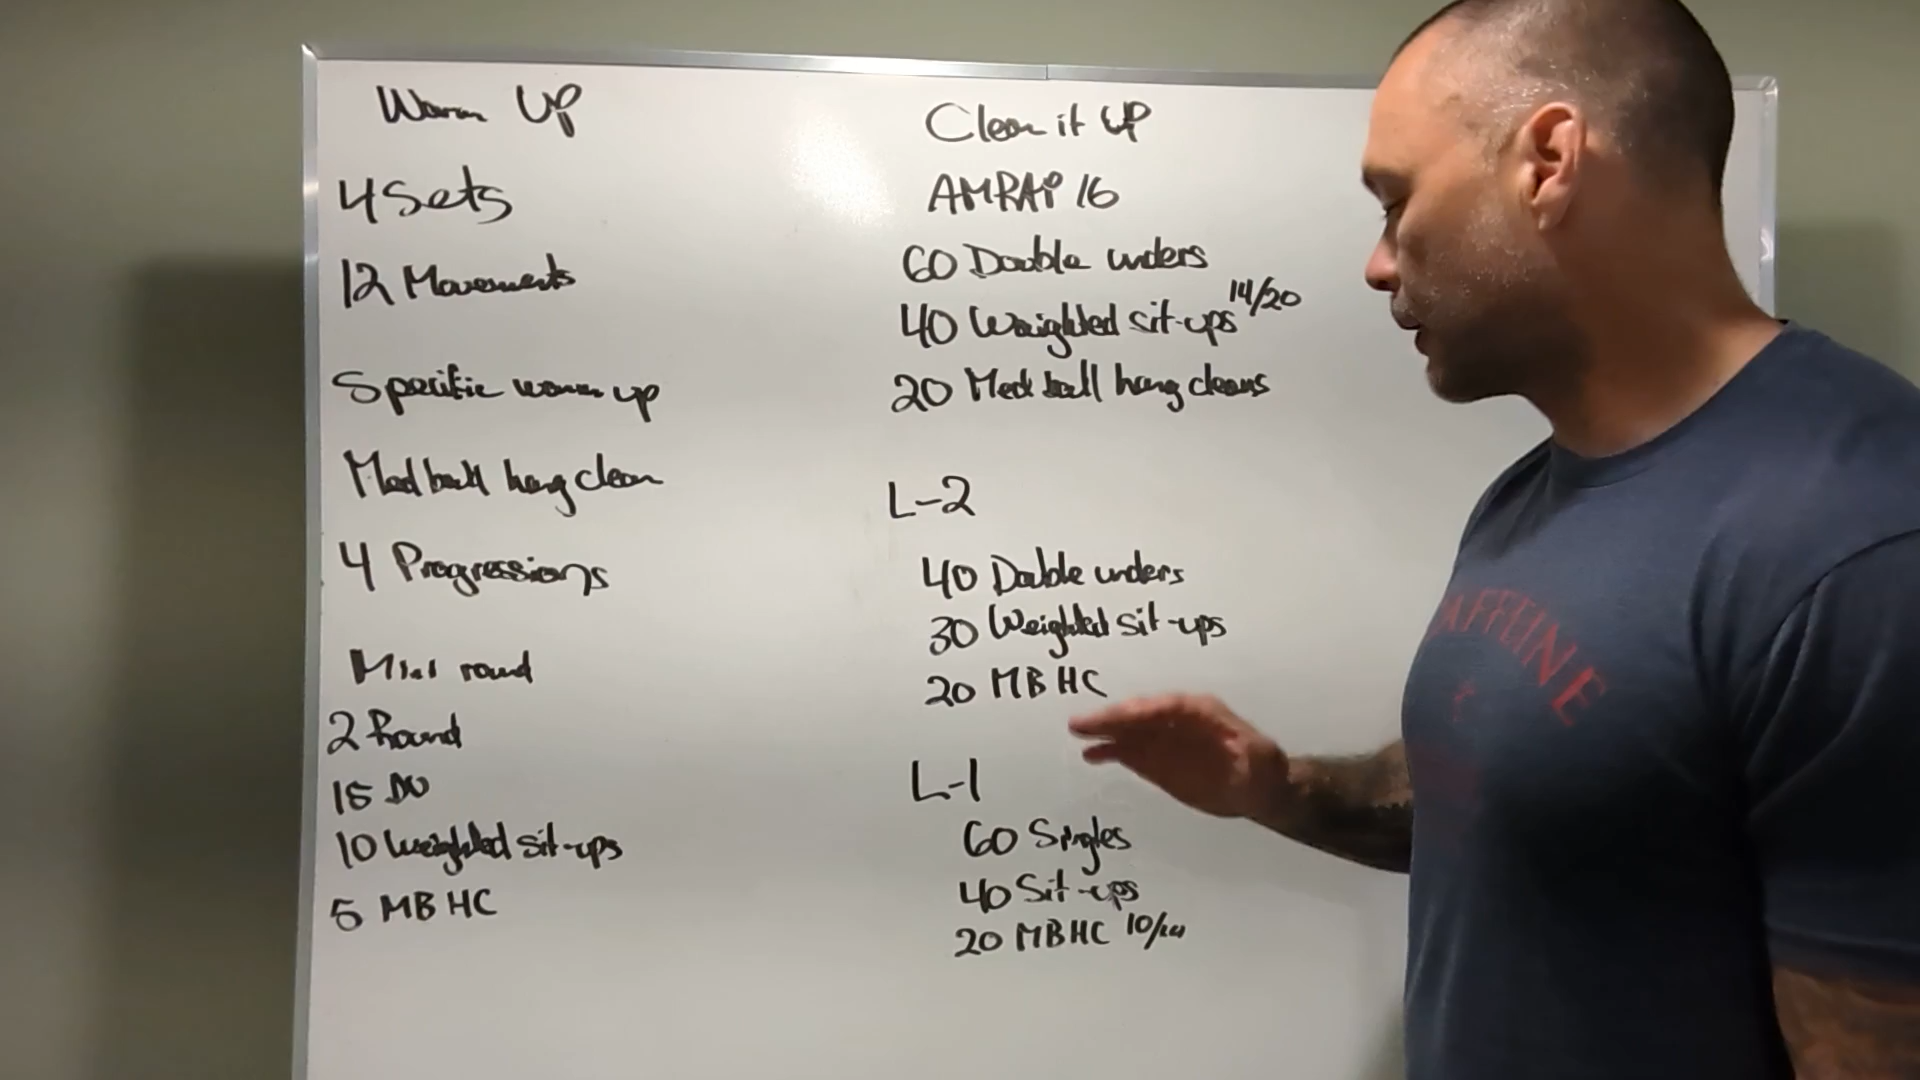 Warm Up
4 Sets
12 Movements
Specific warm up
Med ball hang clean
4 Progressions
Mini round
2 Round
15 DU
10 Weighted sit-ups
5 MB HC
Clean it up
AMRAP 16
60 Double unders
40 Weighted sit-ups 14/20
20 Med ball hang cleans
L-2
40 Double unders
30 Weighted sit-ups
20 MB HC
L-1
60 Singles
40 Sit-ups
20 MBHC 10/14
AFFEINE